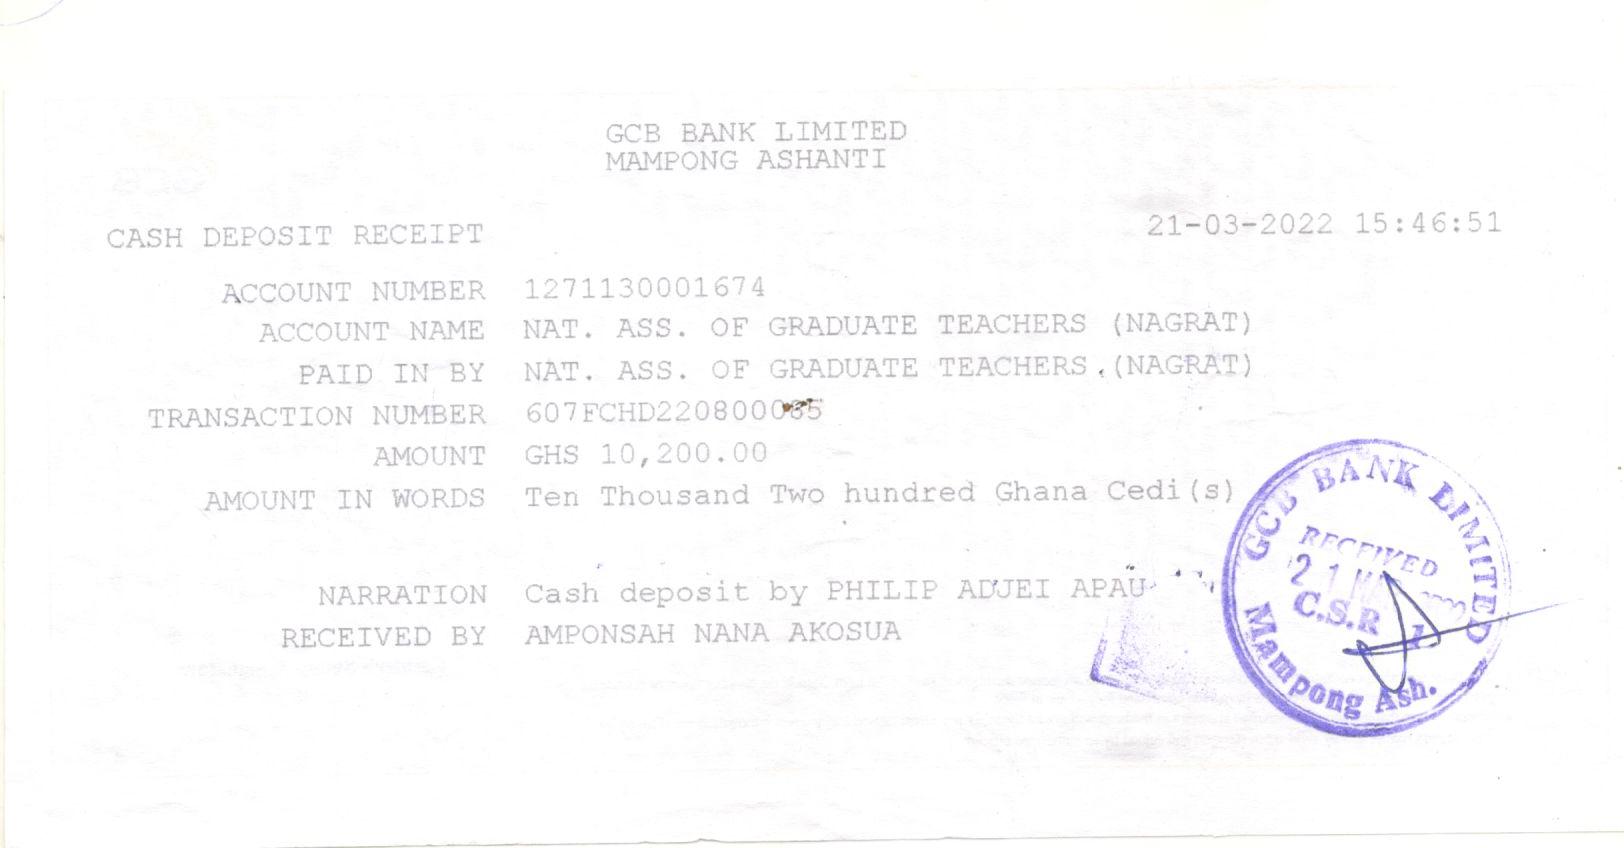 GCB BANK LIMITED
MAMPONG ASHANTI
CASH DEPOSIT RECEIPT 21-03-2022 15:46:51
ACCOUNT NUMBER 1271130001674
ACCOUNT NAME NAT. ASS. OF GRADUATE TEACHERS (NAGRAT)
PAID IN BY NAT. ASS. OF GRADUATE TEACHERS (NAGRAT)
TRANSACTION NUMBER
AMOUNT GHS 10,200.00
AMOUNT IN WORDS Ten Thousand Two hundred Ghana Cedi(s)
NARRATION Cash deposit by PHILIP ADJEI APAU
RECEIVED BY AMPONSAH NANA AKOSUA
GCB BANK LIMITED
RECEIVED
21
C.S.R 1
Mampong Ash.